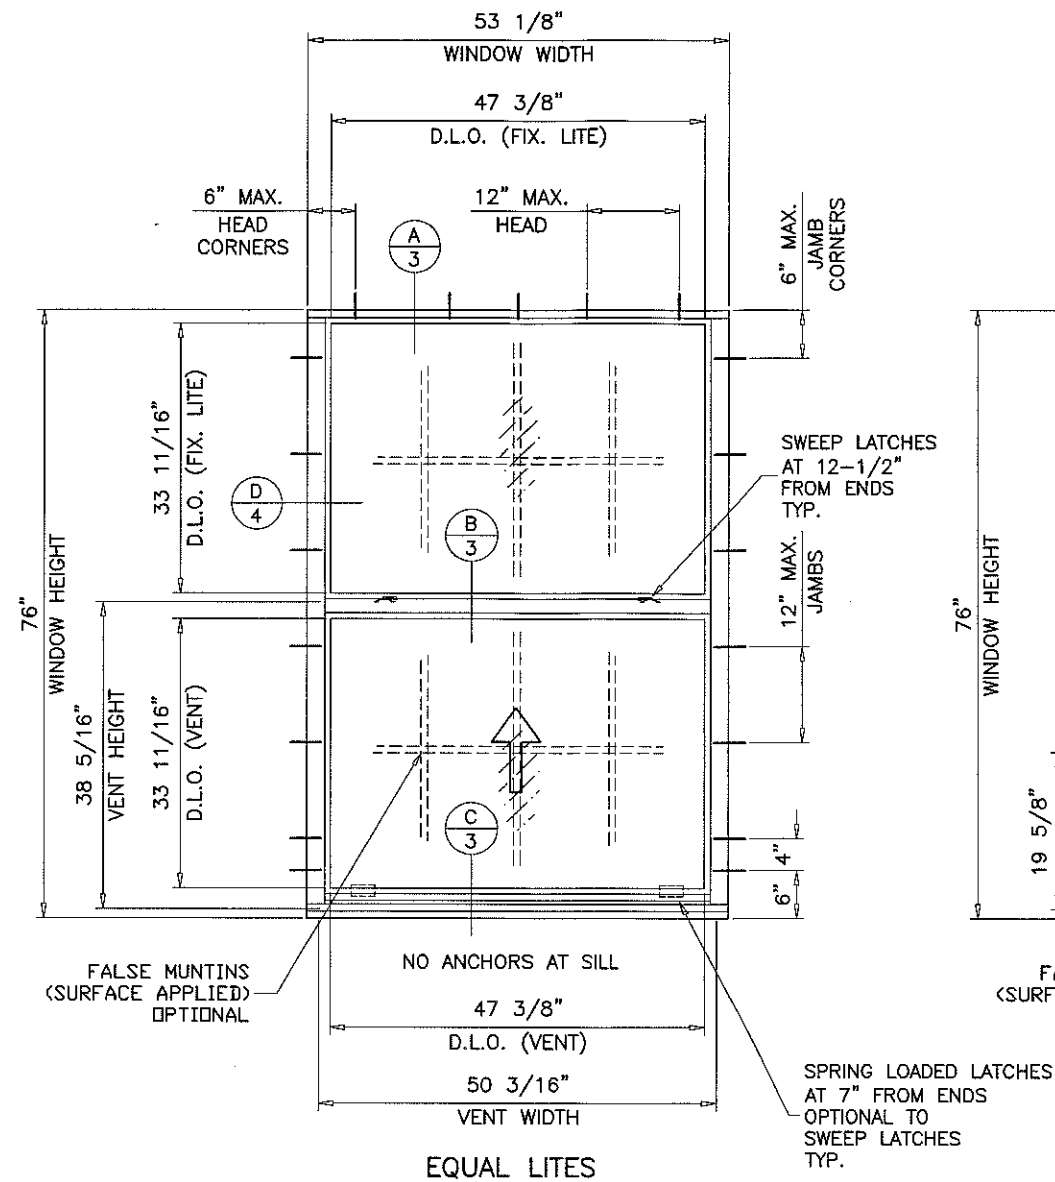 53 1/8"
WINDOW WIDTH
47 3/8"
D.L.O. (FIX. LITE)
6" MAX.
HEAD
CORNERS
12" MAX.
HEAD
6" MAX.
JAMB
CORNERS
A
3
76"
WINDOW HEIGHT
33 11/16"
D.L.O. (FIX. LITE)
D
4
B
3
SWEEP LATCHES
AT 12-1/2"
FROM ENDS
TYP.
12" MAX.
JAMBS
38 5/16"
VENT HEIGHT
33 11/16"
D.L.O. (VENT)
C
3
4"
6"
76"
WINDOW HEIGHT
19 5/8"
FALSE MUNTINS
(SURFACE APPLIED)
OPTIONAL
NO ANCHORS AT SILL
47 3/8"
D.L.O. (VENT)
50 3/16"
VENT WIDTH
SPRING LOADED LATCHES
AT 7" FROM ENDS
OPTIONAL TO
SWEEP LATCHES
TYP.
(SURF
EQUAL LITES